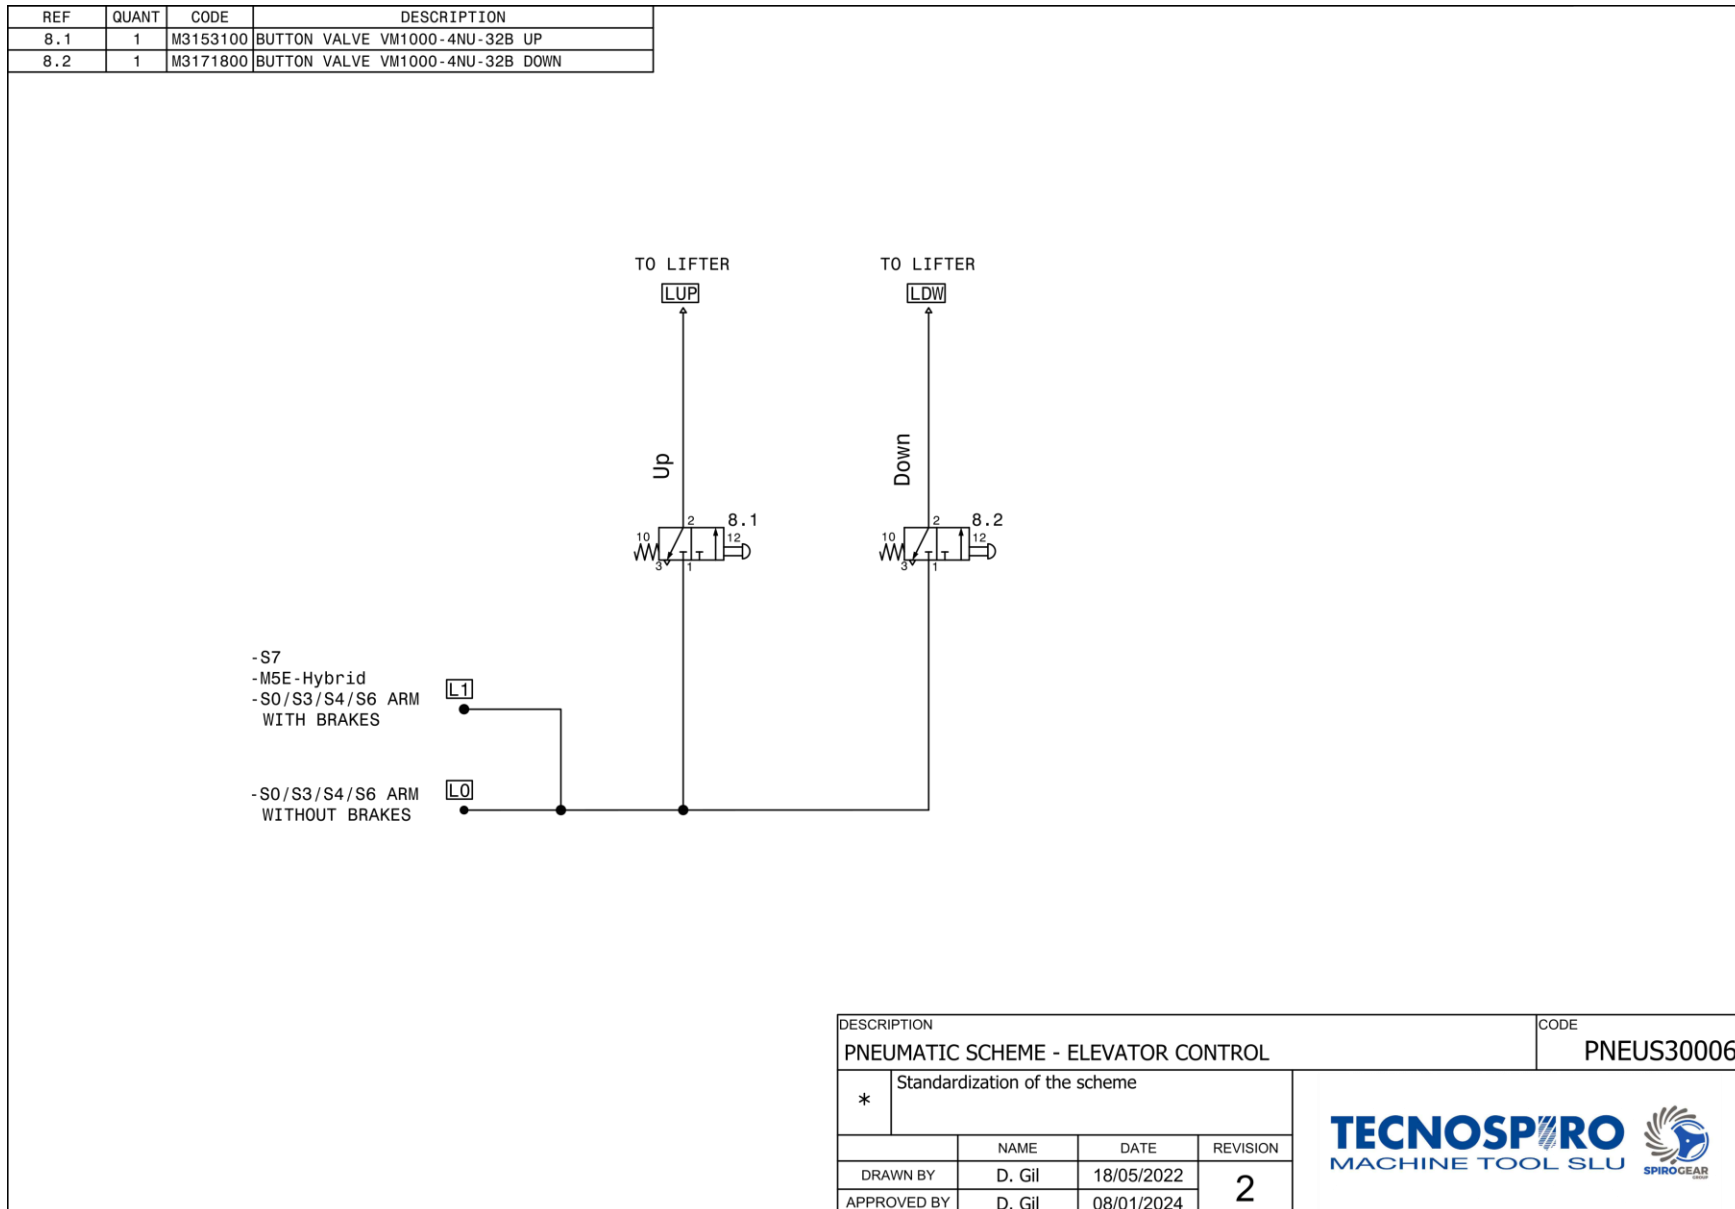 REF QUANT CODE DESCRIPTION
8.1 1 M3153100 BUTTON VALVE VM1000-4NU-32B UP
8.2 1 M3171800 BUTTON VALVE VM1000-4NU-32B DOWN
TO LIFTER TO LIFTER
LUP LDW
Up Down
2 8.1 2 8.2
10 12 10 12
3 1 3 1
-S7
-M5E-Hybrid
-S0/S3/S4/S6 ARM
WITH BRAKES
L1
-S0/S3/S4/S6 ARM
WITHOUT BRAKES
L0
DESCRIPTION CODE
PNEUMATIC SCHEME - ELEVATOR CONTROL PNEUS30006
* Standardization of the scheme
NAME DATE REVISION
DRAWN BY D. Gil 18/05/2022
APPROVED BY D. Gil 08/01/2024
2
TECNOSPIRO
MACHINE TOOL SLU
SPIROGEAR
GROUP